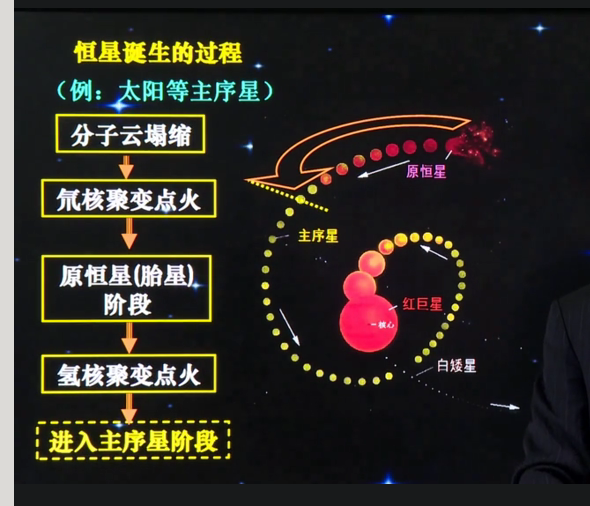 恒星诞生的过程
（例：太阳等主序星）
分子云塌缩
氘核聚变点火
原恒星(胎星)
阶段
氢核聚变点火
进入主序星阶段
原恒星
主序星
红巨星
核心
白矮星